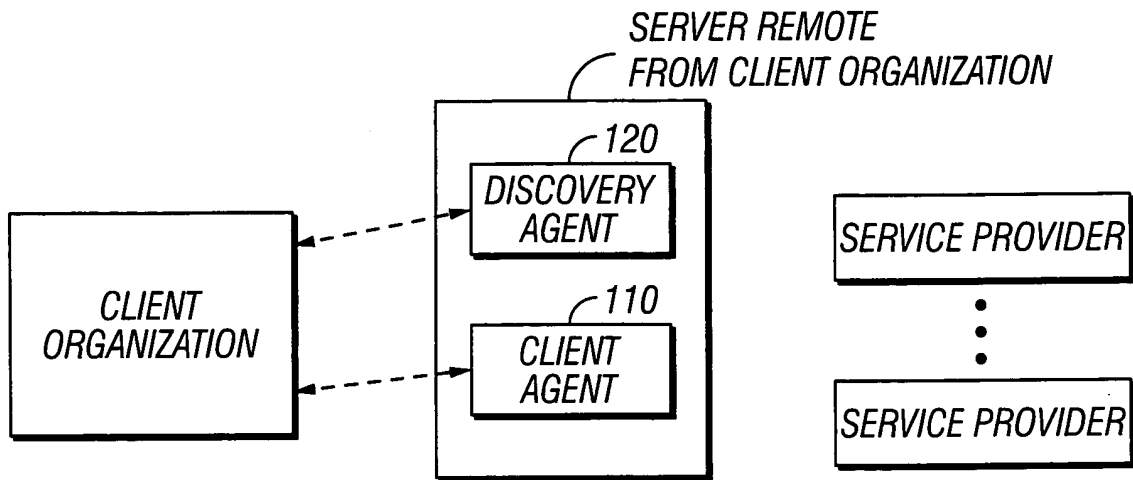 SERVER REMOTE
FROM CLIENT ORGANIZATION
120
DISCOVERY
AGENT
110
CLIENT
AGENT
CLIENT
ORGANIZATION
SERVICE PROVIDER
SERVICE PROVIDER